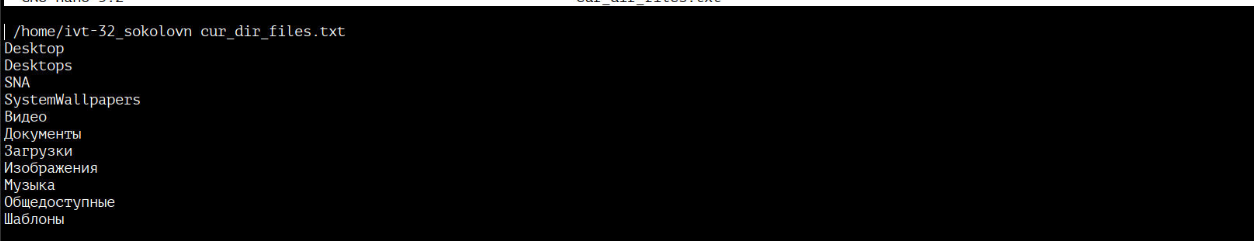 /home/ivt-32_sokolovn cur_dir_files.txt
Desktop
Desktops
SNA
SystemWallpapers
Видео
Документы
Загрузки
Изображения
Музыка
Общедоступные
Шаблоны